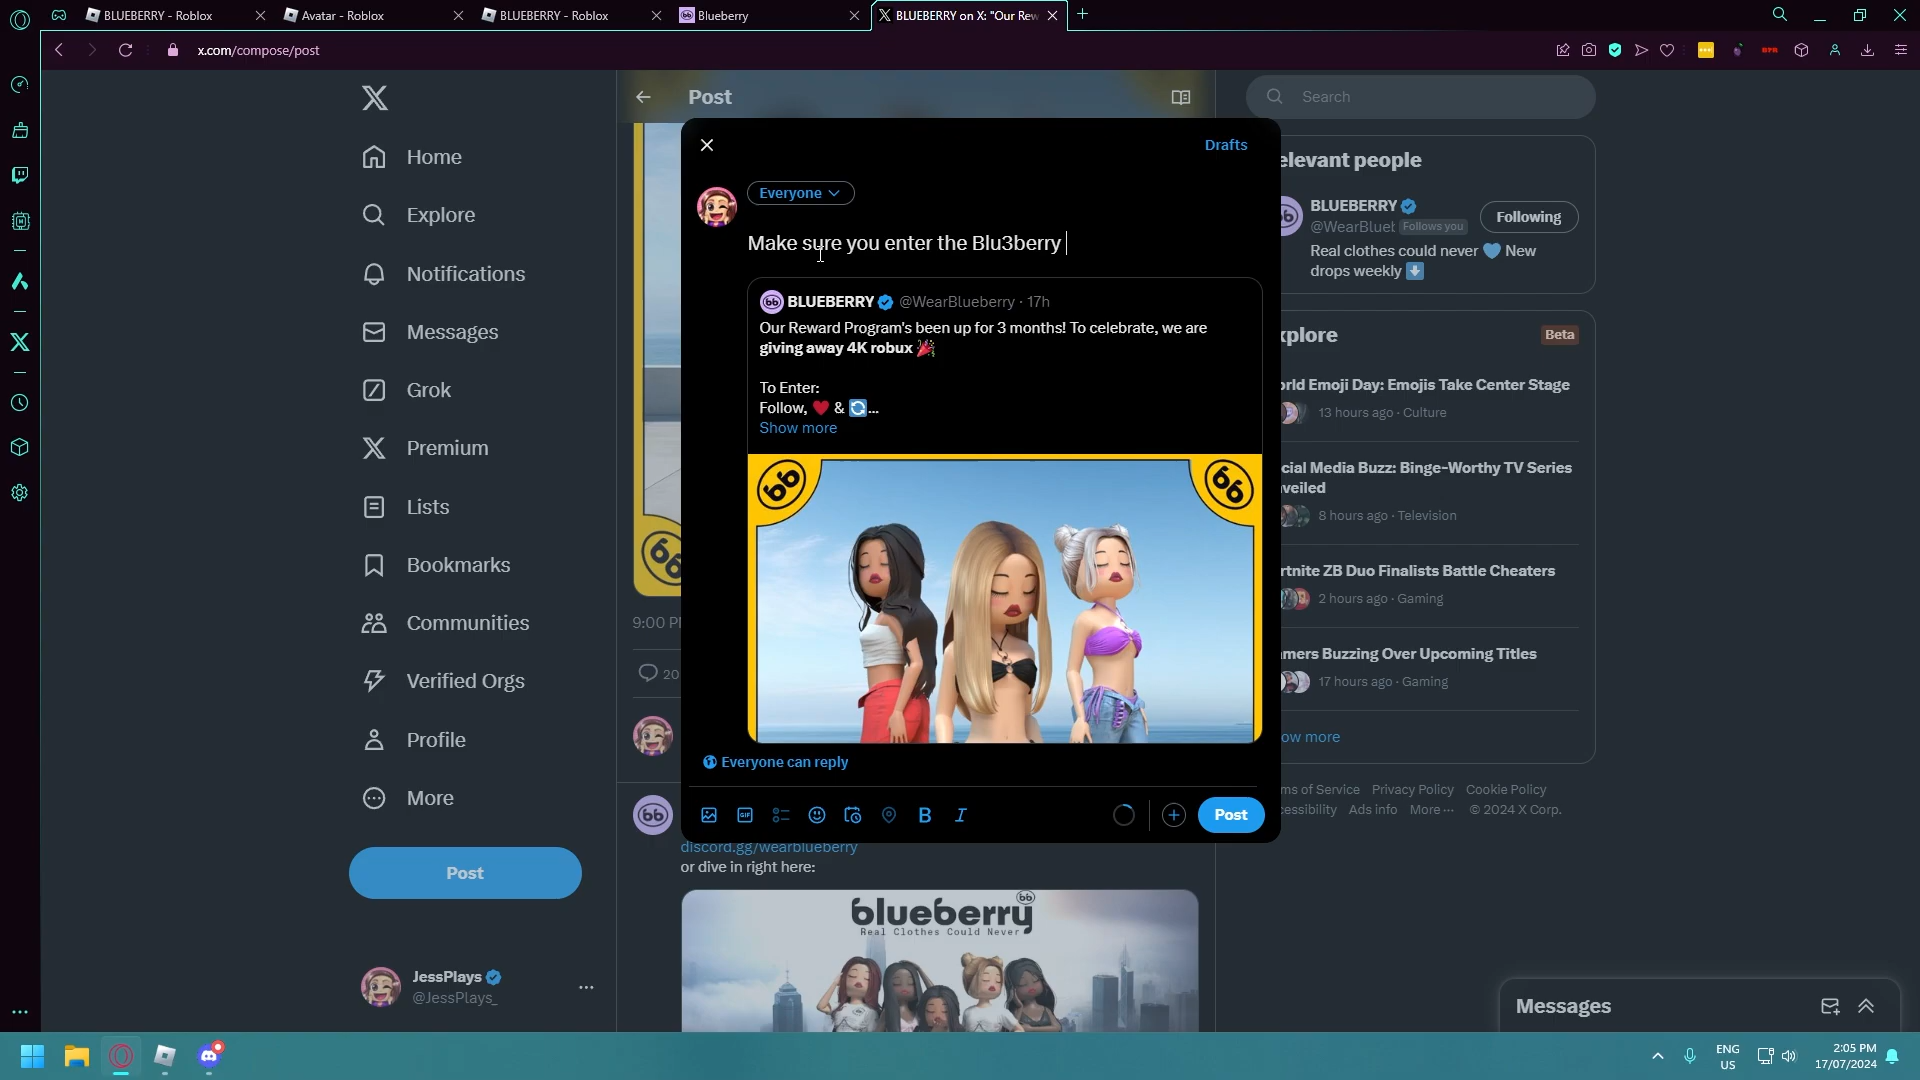 BLUEBERRY - Roblox
Avatar - Roblox
BLUEBERRY - Roblox
Blueberry
BLUEBERRY on X: "Our Rew
x.com/compose/post
Home
Explore
Notifications
Messages
Grok
Premium
Lists
Bookmarks
Communities
Verified Orgs
Profile
More
Post
JessPlays
@JessPlays_
Post
9:00 P
20
Drafts
Everyone
Make sure you enter the Blu3berry
bb BLUEBERRY @WearBlueberry · 17h
Our Reward Program's been up for 3 months! To celebrate, we are
giving away 4K robux
To Enter:
Follow, & ...
Show more
bb
bb
Everyone can reply
GIF
B I
Post
bb
discord.gg/wearblueberry
or dive in right here:
blueberry
bb
Real Clothes Could Never
Search
elevant people
BLUEBERRY
@WearBluet Follows you
Following
Real clothes could never New
drops weekly
xplore
Beta
orld Emoji Day: Emojis Take Center Stage
13 hours ago · Culture
cial Media Buzz: Binge-Worthy TV Series
veiled
8 hours ago · Television
rtnite ZB Duo Finalists Battle Cheaters
2 hours ago · Gaming
mers Buzzing Over Upcoming Titles
17 hours ago · Gaming
ow more
ms of Service Privacy Policy Cookie Policy
cessibility Ads info More ··· © 2024 X Corp.
Messages
ENG
US
2:05 PM
17/07/2024